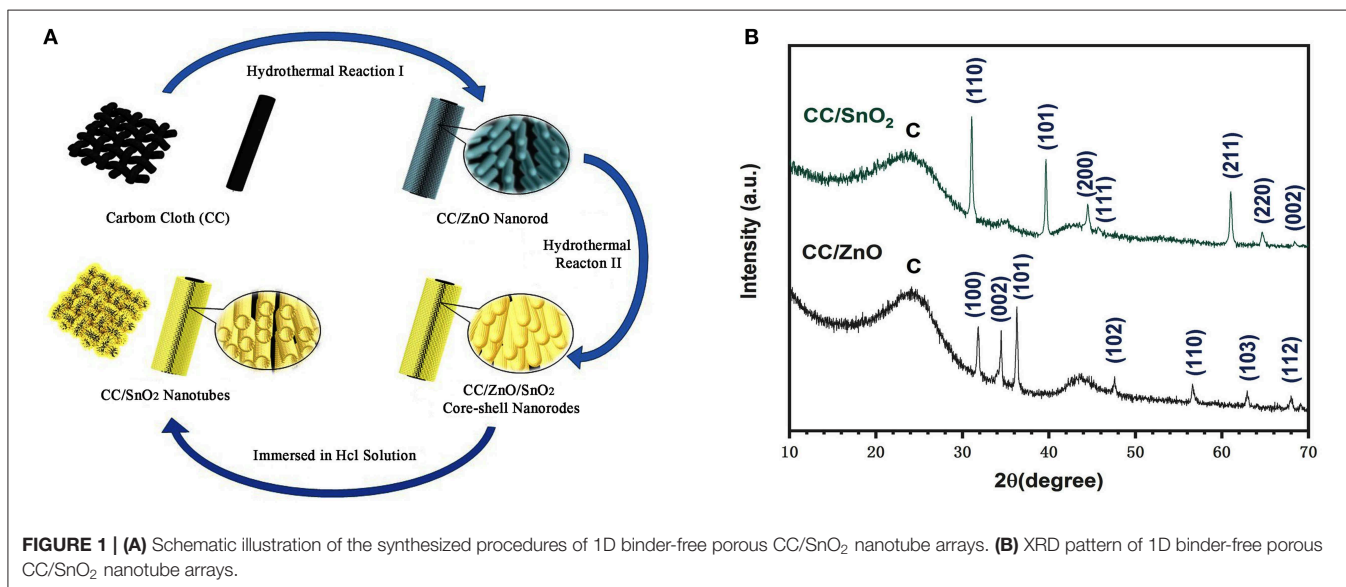 A
Hydrothermal Reaction I
Carbom Cloth (CC)
CC/ZnO Nanorod
Hydrothermal
Reacton II
CC/ZnO/SnO₂
Core-shell Nanorodes
CC/SnO₂ Nanotubes
Immersed in Hcl Solution
B
Intensity (a.u.)
CC/SnO₂
C
(110)
(101)
(200)
(111)
(211)
(220)
(002)
CC/ZnO
C
(100)
(002)
(101)
(102)
(110)
(103)
(112)
10 20 30 40 50 60 70
2θ(degree)
FIGURE 1 | (A) Schematic illustration of the synthesized procedures of 1D binder-free porous CC/SnO₂ nanotube arrays. (B) XRD pattern of 1D binder-free porous
CC/SnO₂ nanotube arrays.